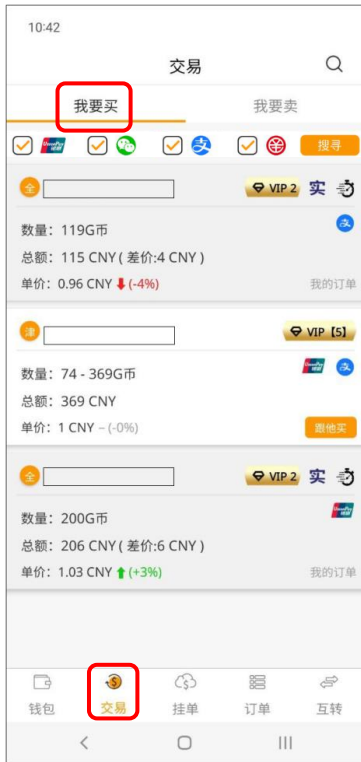 10:42
交易
我要买 我要卖
UnionPay 银联 搜寻
全 VIP 2 实
数量：119G币
总额：115 CNY ( 差价:4 CNY )
单价：0.96 CNY (-4%) 我的订单
津 VIP【5】
数量：74 - 369G币
总额：369 CNY
单价：1 CNY – (-0%) 跟他买
全 VIP 2 实
数量：200G币
总额：206 CNY ( 差价:6 CNY )
单价：1.03 CNY (+3%) 我的订单
钱包 交易 挂单 订单 互转